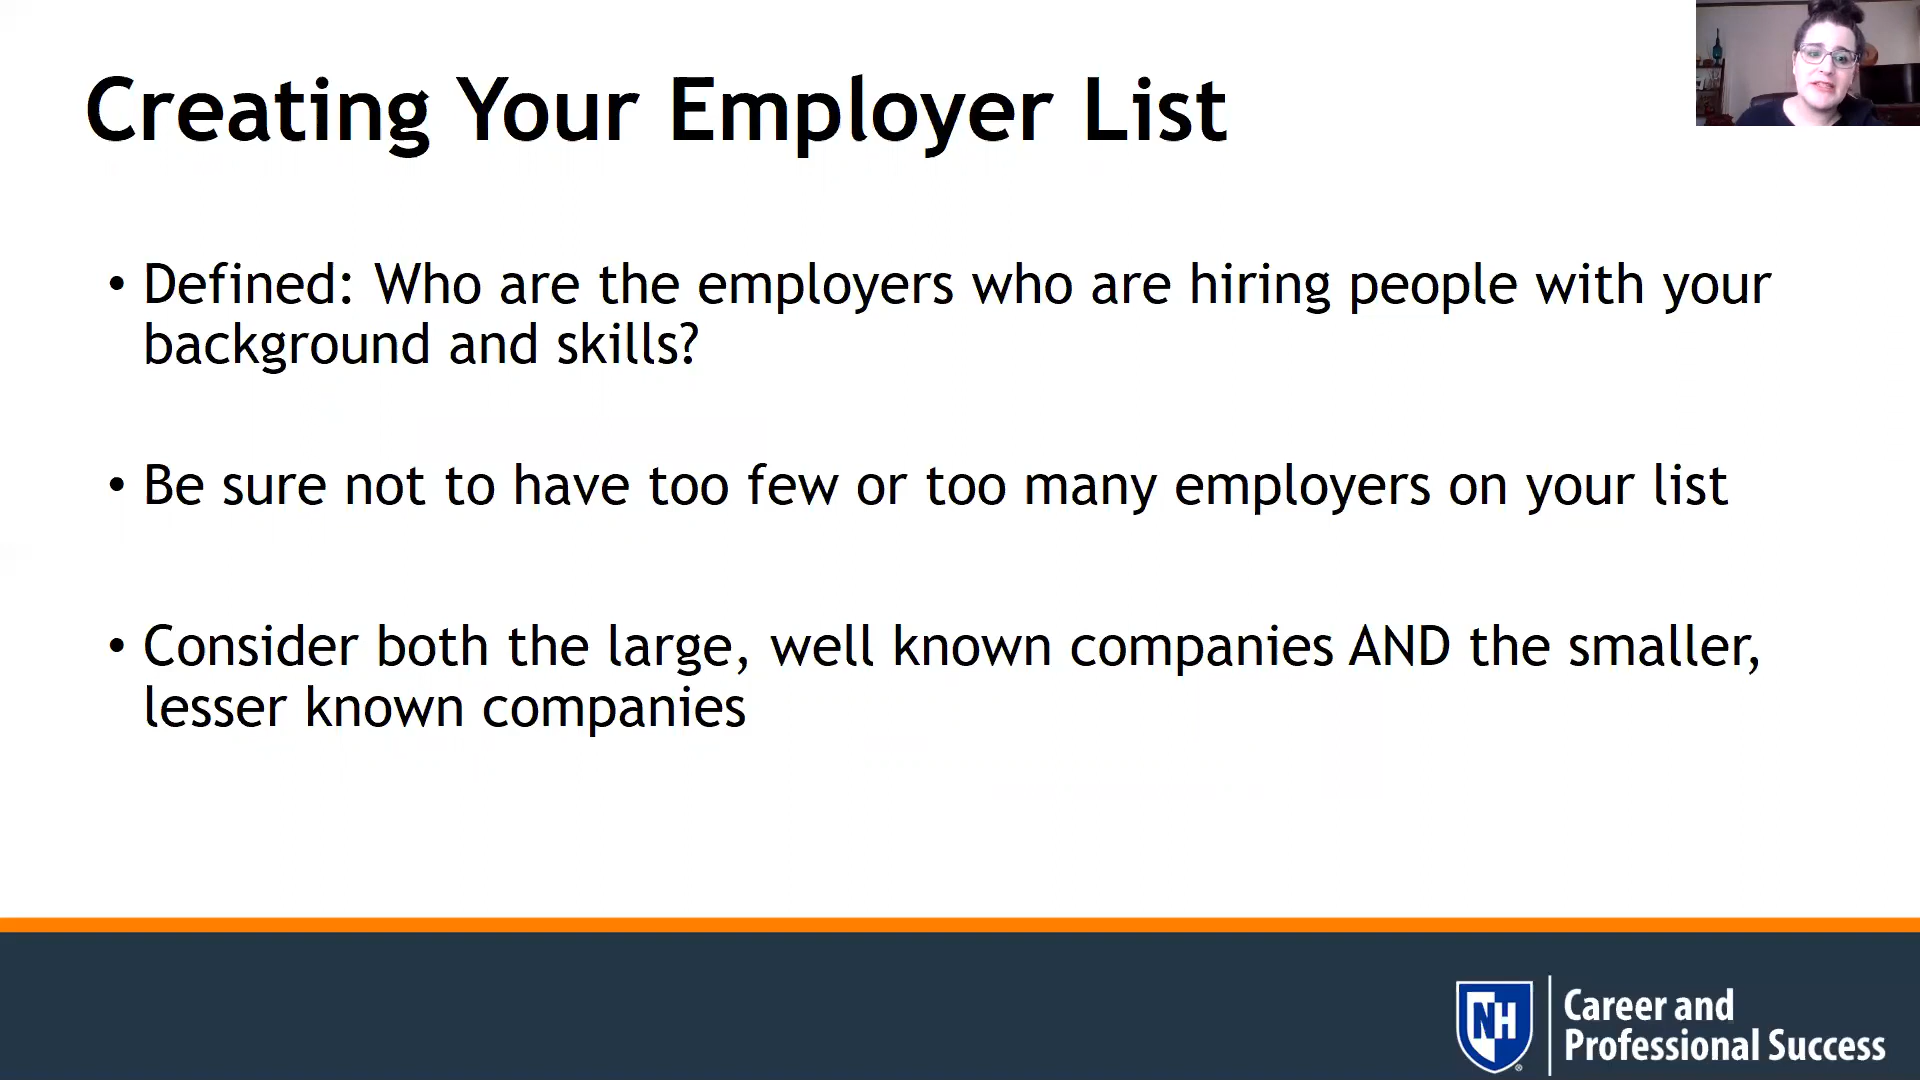 Creating Your Employer List
• Defined: Who are the employers who are hiring people with your
background and skills?
• Be sure not to have too few or too many employers on your list
• Consider both the large, well known companies AND the smaller,
lesser known companies
NH
Career and
Professional Success